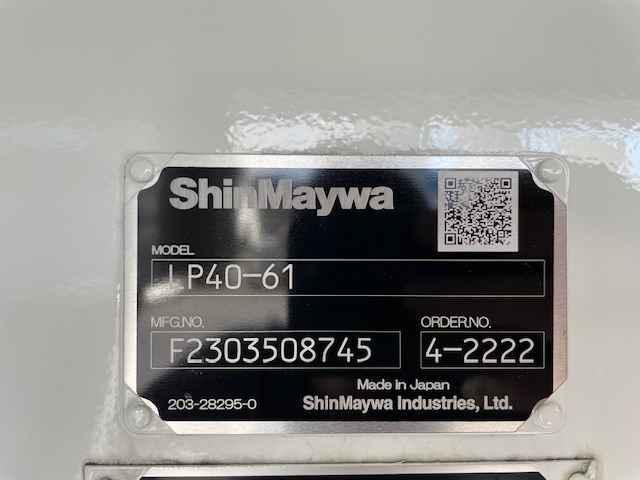 ShinMaywa
MODEL
LP40-61
MFG.NO. ORDER.NO.
F2303508745 4-2222
Made in Japan
203-28295-0 ShinMaywa Industries, Ltd.